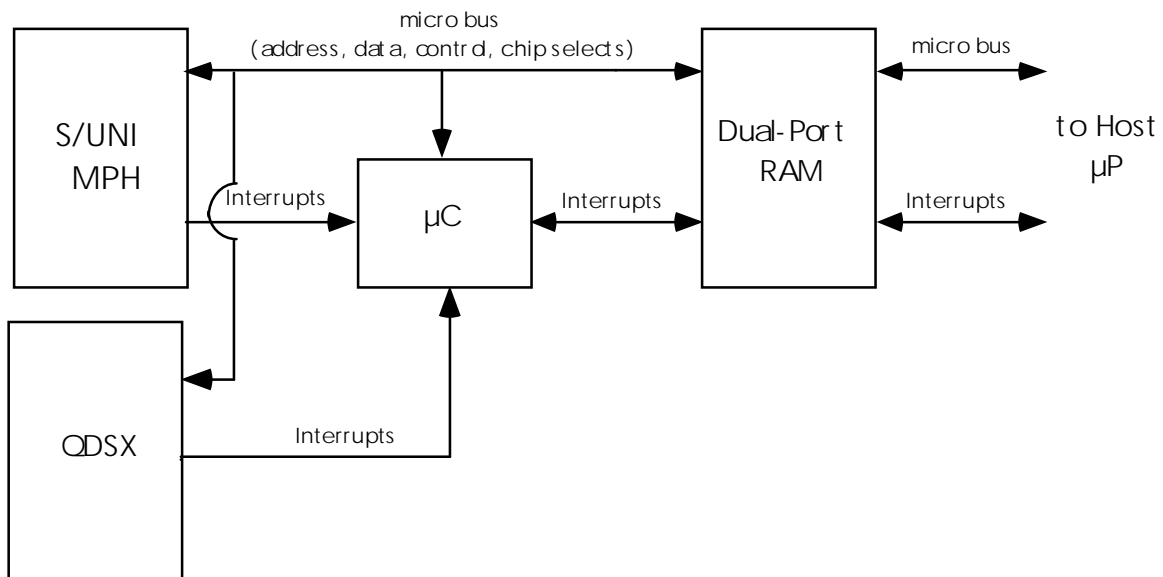 micro bus
(address, data, control, chip selects)
micro bus
S/UNI
MPH
Dual-Port
RAM
to Host
µP
Interrupts
µC
Interrupts
Interrupts
QDSX
Interrupts